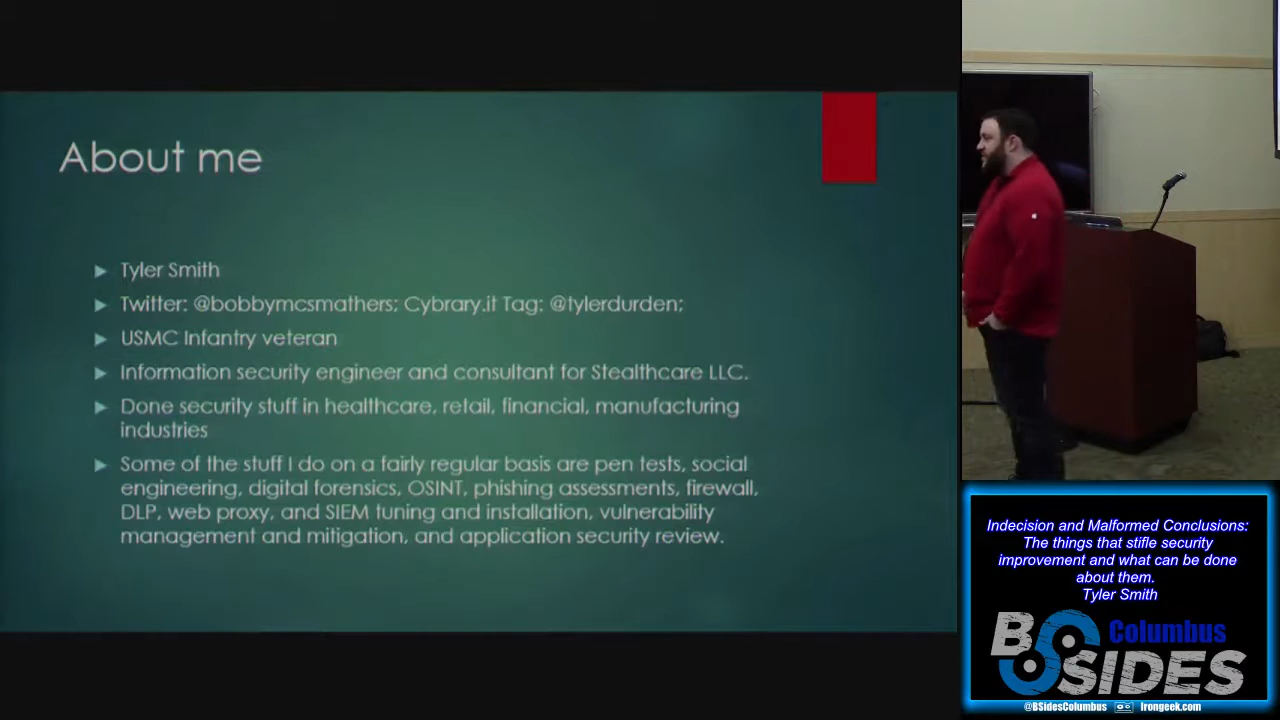 About me
Tyler Smith
Twitter: @bobbymcsmathers; Cybrary.it Tag: @tylerdurden;
USMC Infantry veteran
Information security engineer and consultant for Stealthcare LLC.
Done security stuff in healthcare, retail, financial, manufacturing
industries
Some of the stuff I do on a fairly regular basis are pen tests, social
engineering, digital forensics, OSINT, phishing assessments, firewall,
DLP, web proxy, and SIEM tuning and installation, vulnerability
management and mitigation, and application security review.
Indecision and Malformed Conclusions:
The things that stifle security
improvement and what can be done
about them.
Tyler Smith
BSIDES Columbus
@BSidesColumbus Irongeek.com